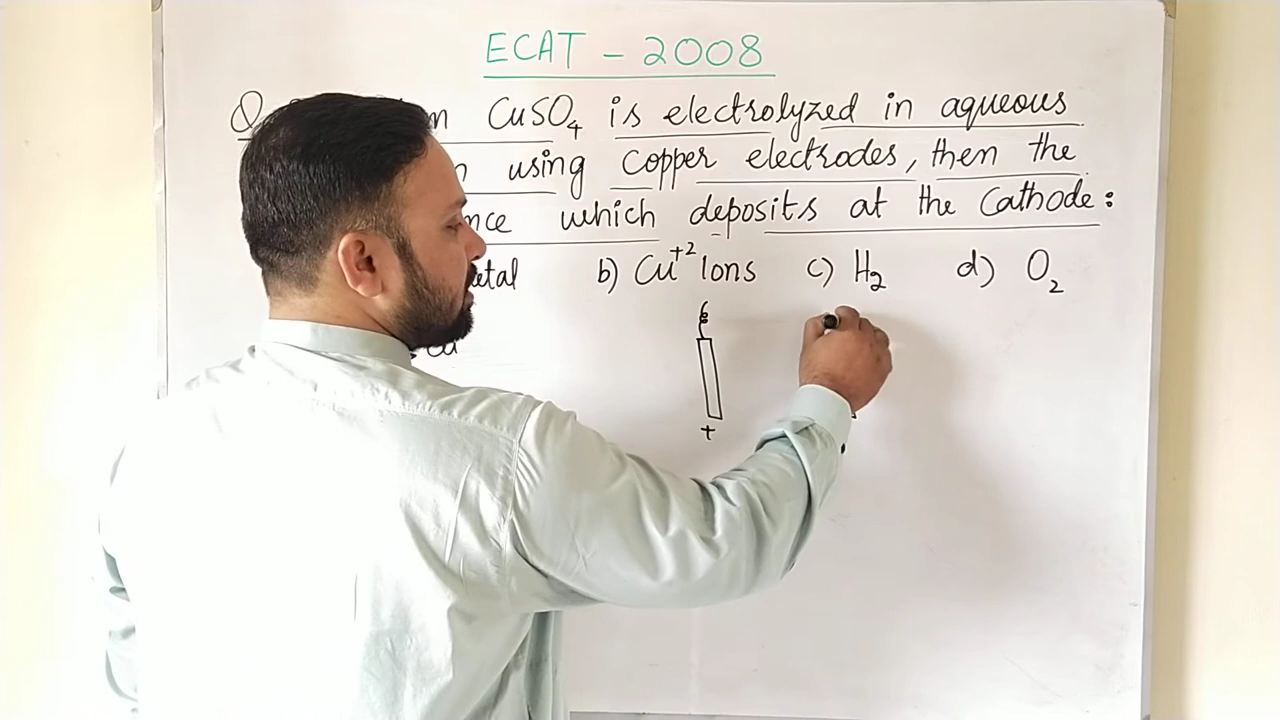 ECAT - 2008
Q CuSO4 is electrolyzed in aqueous
using Copper electrodes, then the
which deposits at the Cathode:
b) Cu+2 Ions c) H2 d) O2
+